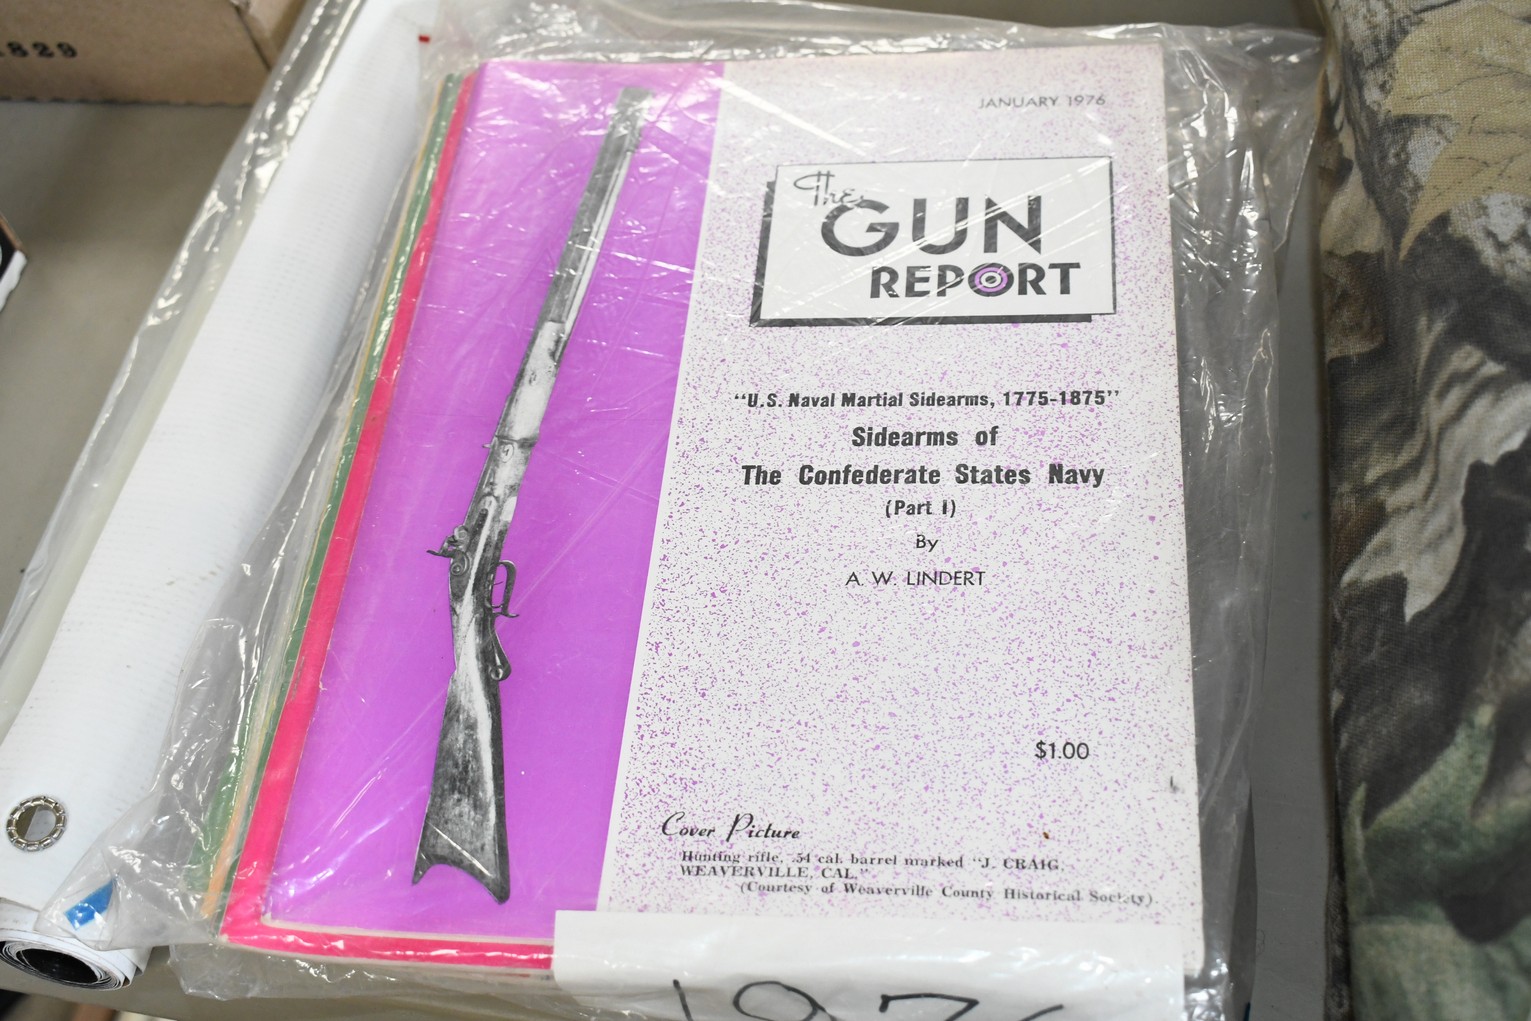 1829
JANUARY 1976
The
GUN
REPORT
"U.S. Naval Martial Sidearms, 1775-1875"
Sidearms of
The Confederate States Navy
(Part I)
By
A. W. LINDERT
$1.00
Cover Picture
Hunting rifle, .54 cal. barrel marked "J. CRAIG,
WEAVERVILLE, CAL."
(Courtesy of Weaverville County Historical Society).
1976